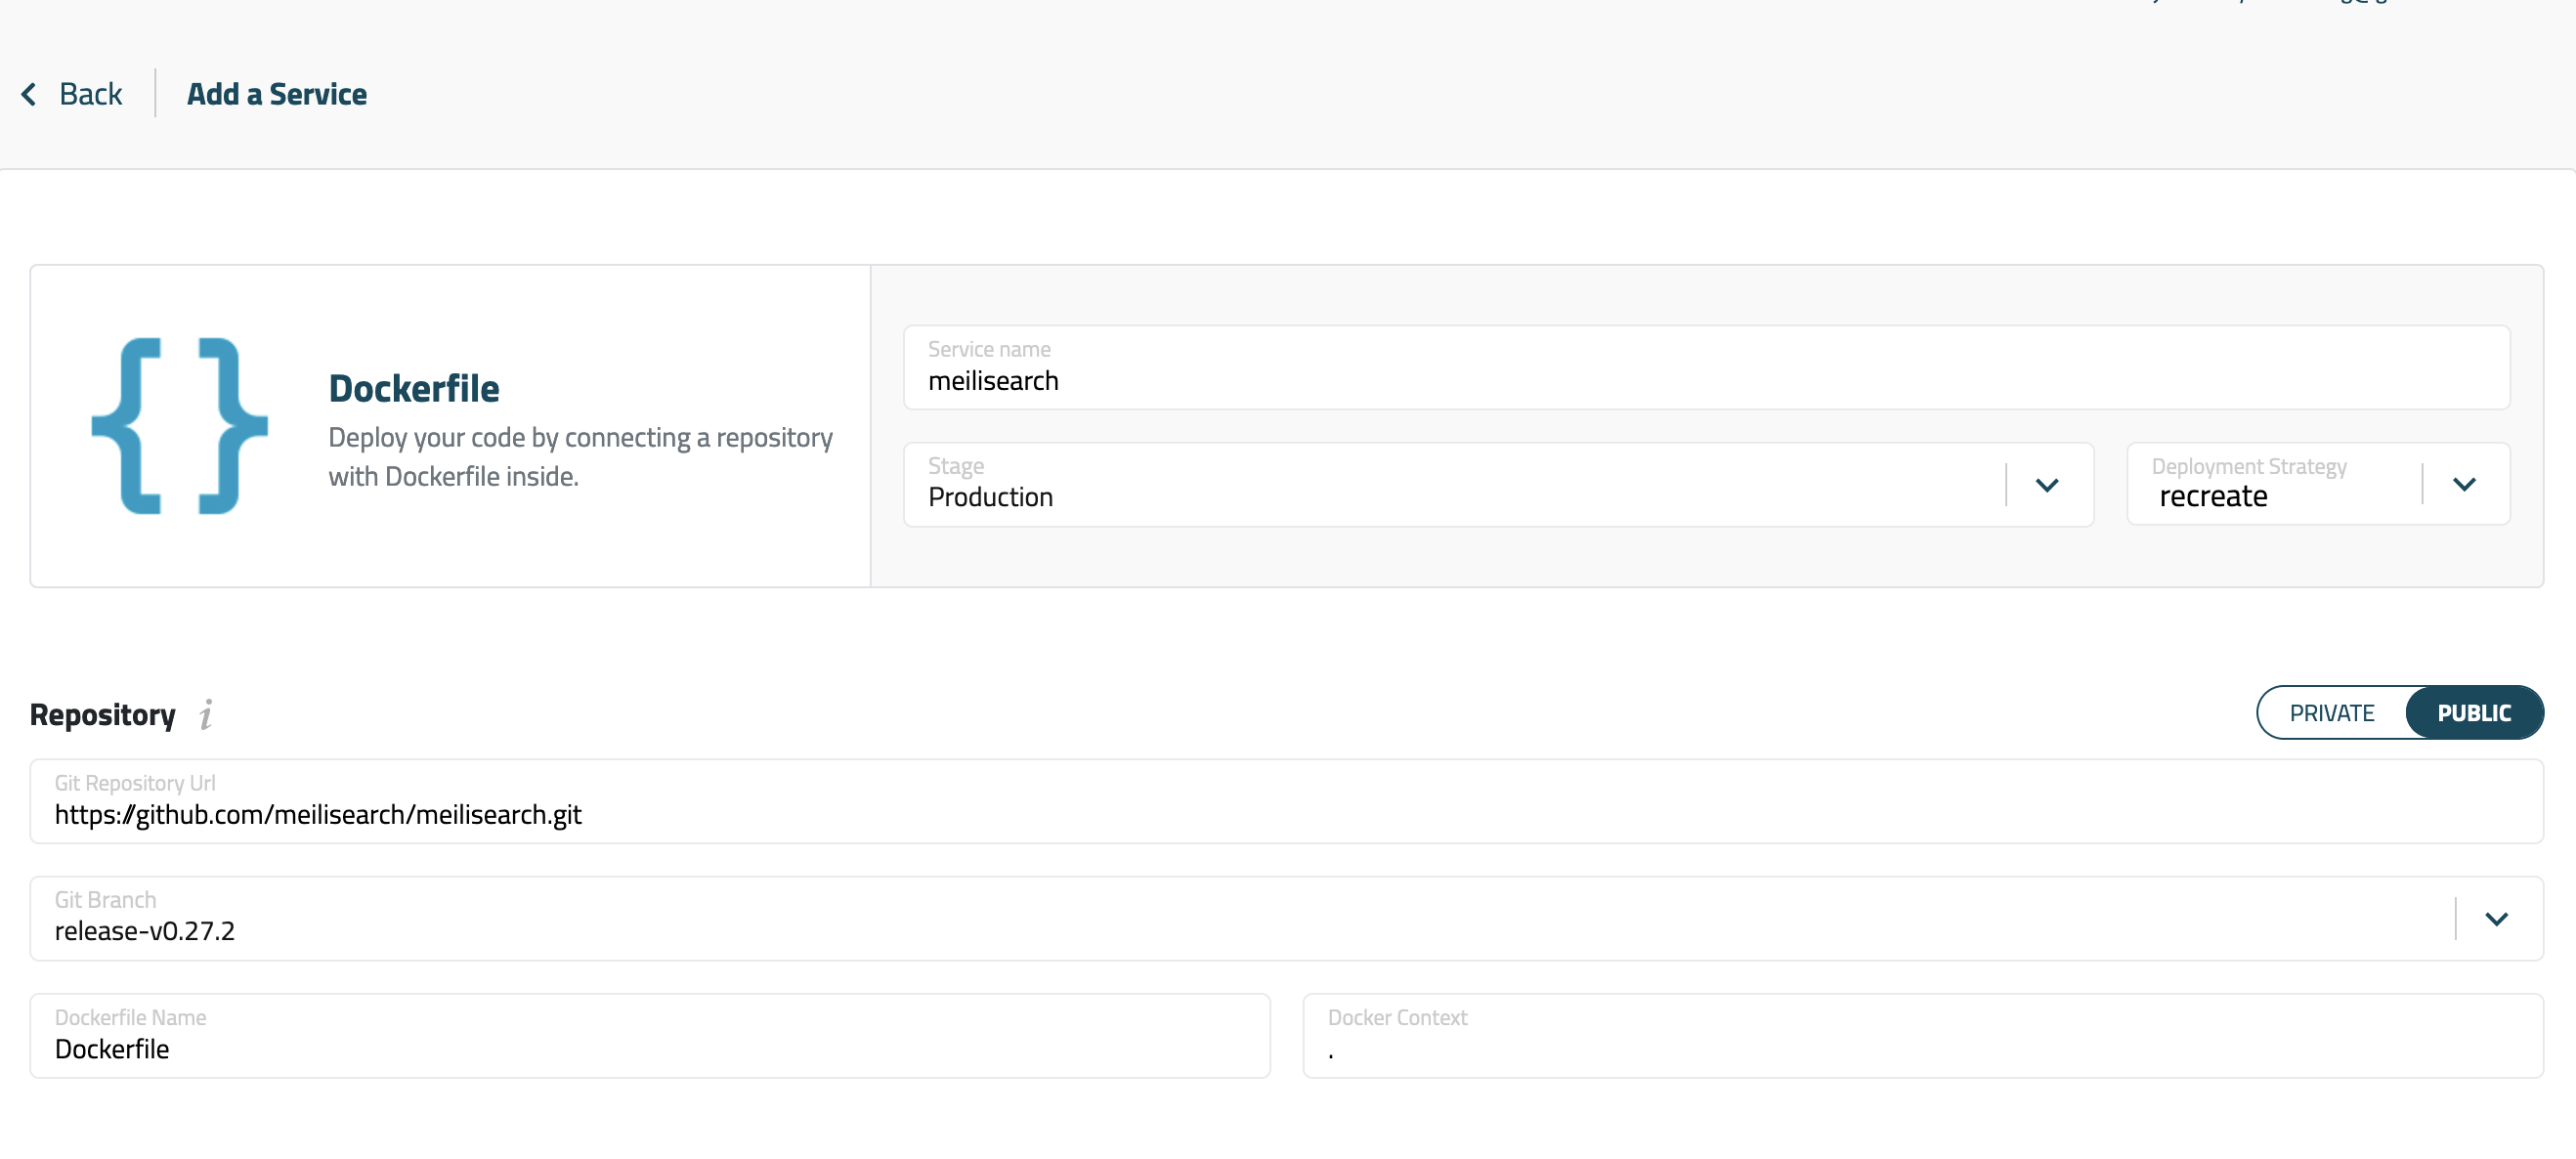 Back
Add a Service
Dockerfile
Deploy your code by connecting a repository
with Dockerfile inside.
Service name
meilisearch
Stage
Production
Deployment Strategy
recreate
Repository
PRIVATE
PUBLIC
Git Repository Url
https://github.com/meilisearch/meilisearch.git
Git Branch
release-v0.27.2
Dockerfile Name
Dockerfile
Docker Context
.